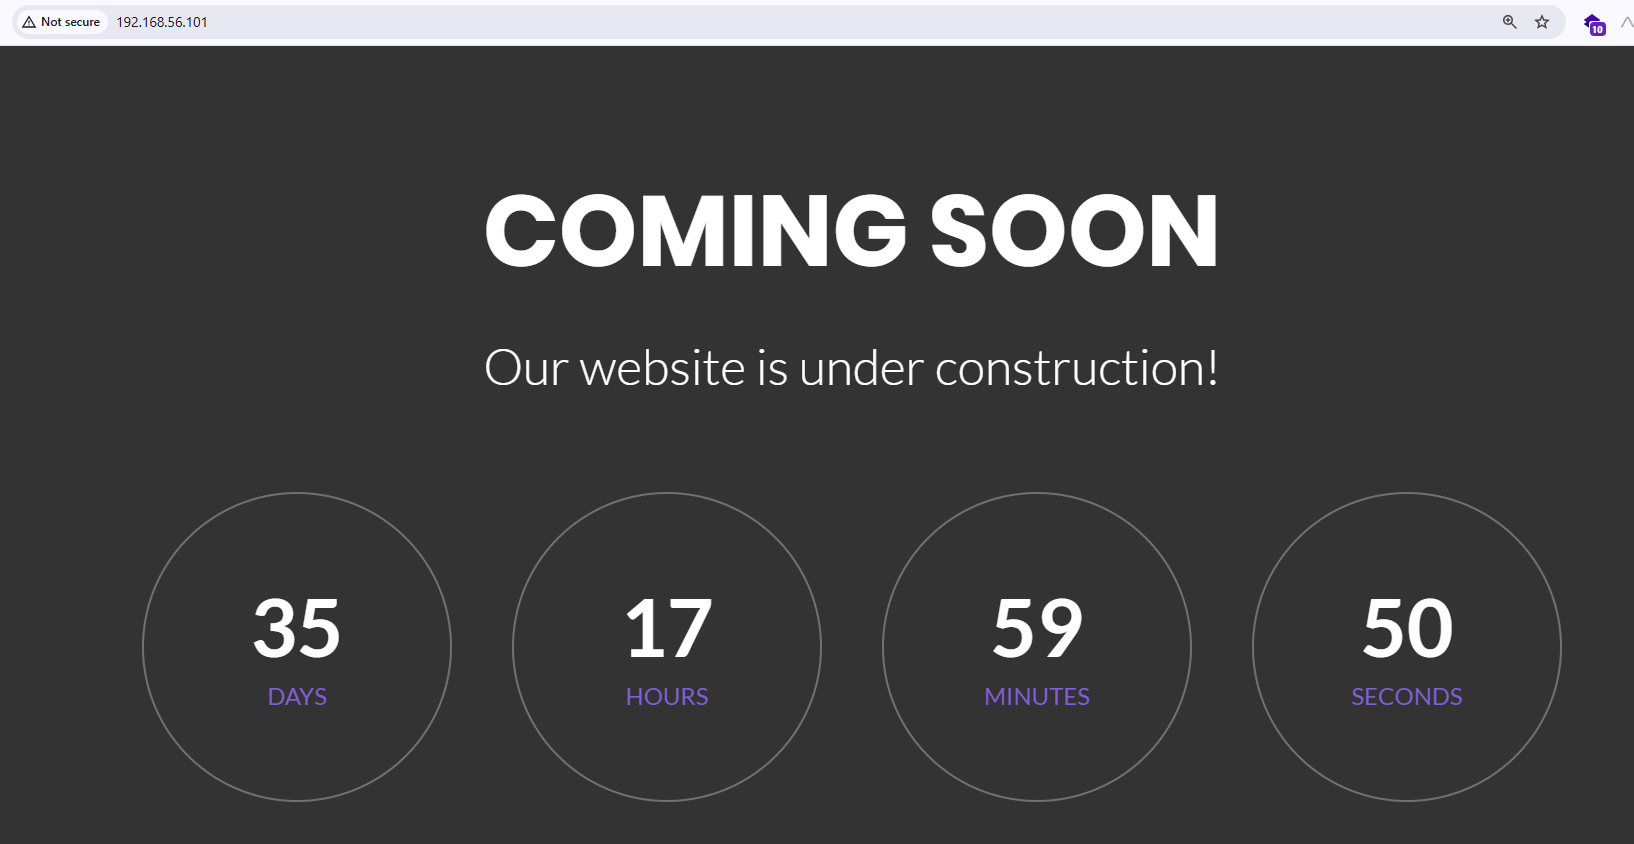 Not secure 192.168.56.101
10
COMING SOON
Our website is under construction!
35 17 59 50
DAYS HOURS MINUTES SECONDS